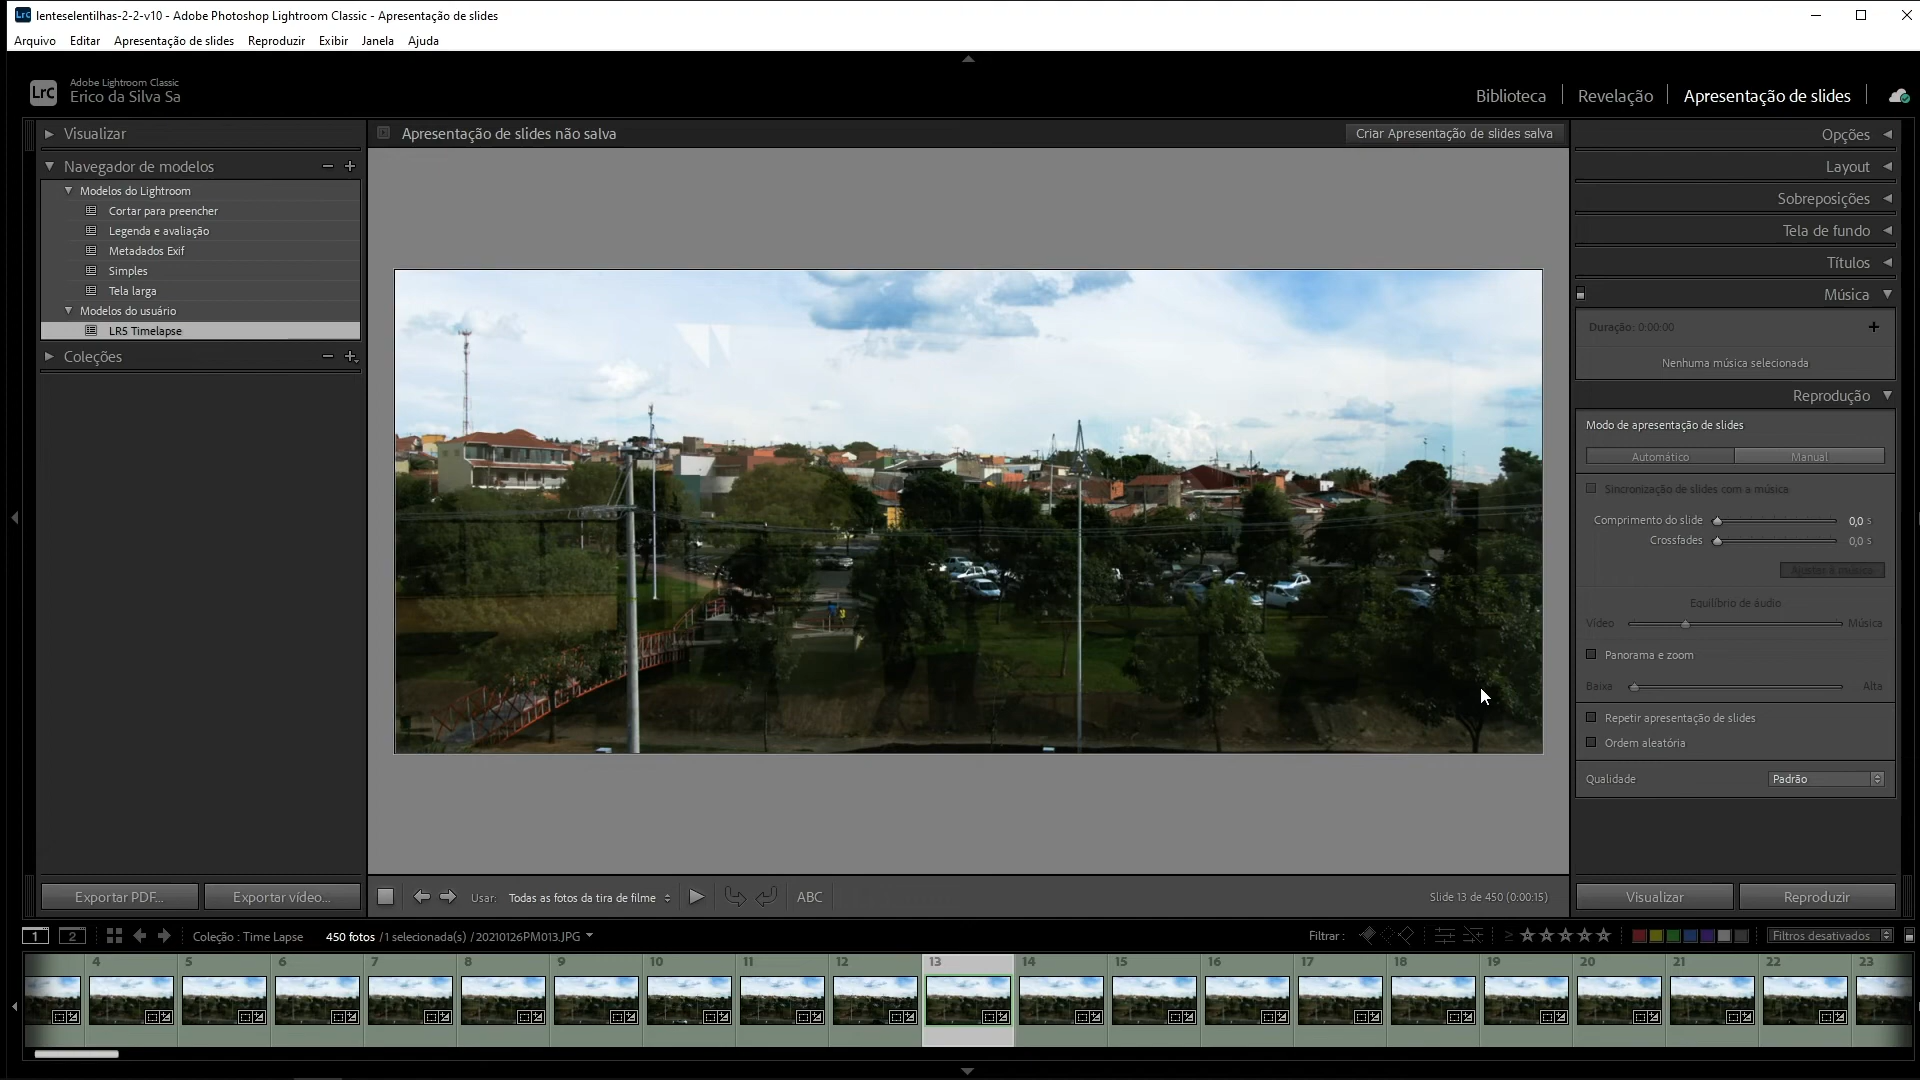 lenteselentilhas-2-2-v10 - Adobe Photoshop Lightroom Classic - Apresentação de slides
Arquivo Editar Apresentação de slides Reproduzir Exibir Janela Ajuda
LrC Adobe Lightroom Classic
Erico da Silva Sa
Biblioteca Revelação Apresentação de slides
Visualizar
Apresentação de slides não salva
Criar Apresentação de slides salva
Navegador de modelos
Modelos do Lightroom
Cortar para preencher
Legenda e avaliação
Metadados Exif
Simples
Tela larga
Modelos do usuário
LR5 Timelapse
Coleções
Opções
Layout
Sobreposições
Tela de fundo
Títulos
Música
Duração: 0:00:00
Nenhuma música selecionada
Reprodução
Modo de apresentação de slides
Automático Manual
Sincronização de slides com a música
Comprimento do slide 0,0 s
Crossfades 0,0 s
Ajustar à música
Equilíbrio de áudio
Vídeo Música
Panorama e zoom
Baixa Alta
Repetir apresentação de slides
Ordem aleatória
Qualidade Padrão
Exportar PDF... Exportar vídeo...
Usar: Todas as fotos da tira de filme ABC Slide 13 de 450 (0:00:15)
Visualizar Reproduzir
1 2 Coleção : Time Lapse 450 fotos /1 selecionada(s) /20210126PM013.JPG Filtrar : ≥ Filtros desativados
4 5 6 7 8 9 10 11 12 13 14 15 16 17 18 19 20 21 22 23